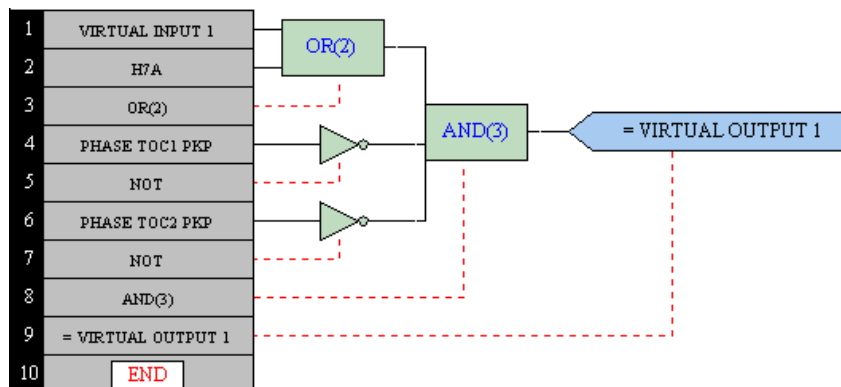 1 VIRTUAL INPUT 1
2 H7A
3 OR(2)
4 PHASE TOC1 PKP
5 NOT
6 PHASE TOC2 PKP
7 NOT
8 AND(3)
9 = VIRTUAL OUTPUT 1
10 END
OR(2)
AND(3)
= VIRTUAL OUTPUT 1